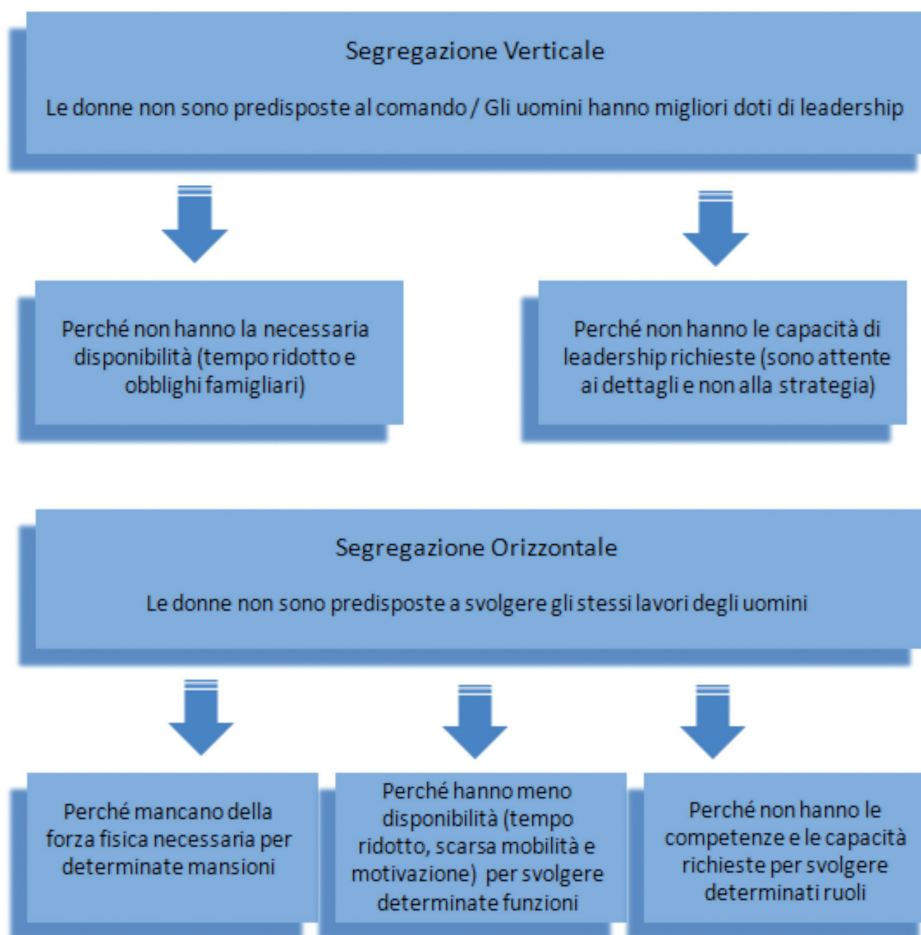 Segregazione Verticale
Le donne non sono predisposte al comando / Gli uomini hanno migliori doti di leadership
Perché non hanno la necessaria
disponibilità (tempo ridotto e
obblighi famigliari)
Perché non hanno le capacità di
leadership richieste (sono attente
ai dettagli e non alla strategia)
Segregazione Orizzontale
Le donne non sono predisposte a svolgere gli stessi lavori degli uomini
Perché mancano della
forza fisica necessaria per
determinate mansioni
Perché hanno meno
disponibilità (tempo
ridotto, scarsa mobilità e
motivazione) per svolgere
determinate funzioni
Perché non hanno le
competenze e le capacità
richieste per svolgere
determinati ruoli